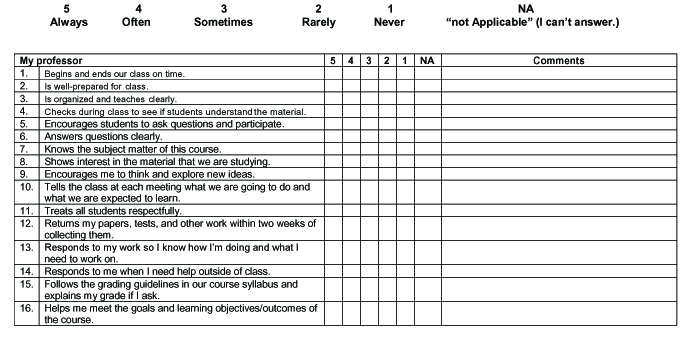 5 4 3 2 1 NA
Always Often Sometimes Rarely Never “not Applicable” (I can’t answer.)
My professor 5 4 3 2 1 NA Comments
1. Begins and ends our class on time.
2. Is well-prepared for class.
3. Is organized and teaches clearly.
4. Checks during class to see if students understand the material.
5. Encourages students to ask questions and participate.
6. Answers questions clearly.
7. Knows the subject matter of this course.
8. Shows interest in the material that we are studying.
9. Encourages me to think and explore new ideas.
10. Tells the class at each meeting what we are going to do and
what we are expected to learn.
11. Treats all students respectfully.
12. Returns my papers, tests, and other work within two weeks of
collecting them.
13. Responds to my work so I know how I’m doing and what I
need to work on.
14. Responds to me when I need help outside of class.
15. Follows the grading guidelines in our course syllabus and
explains my grade if I ask.
16. Helps me meet the goals and learning objectives/outcomes of
the course.